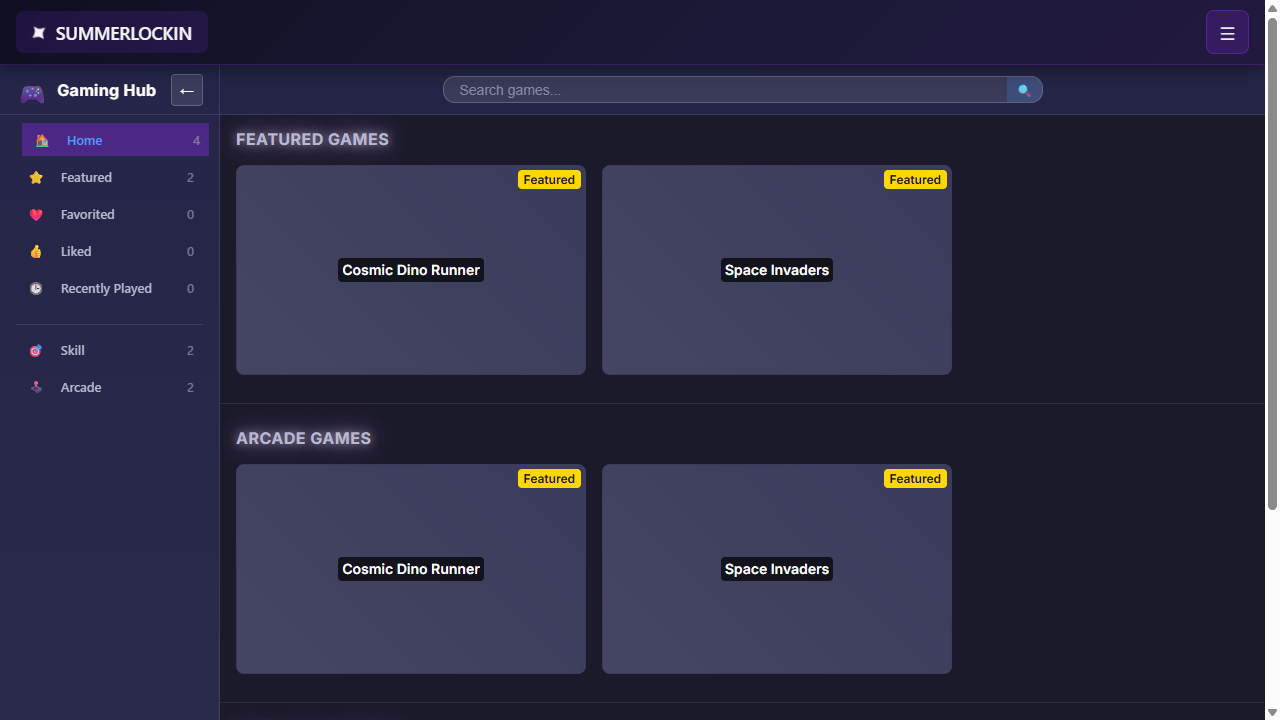 SUMMERLOCKIN
Gaming Hub
Search games...
Home 4
Featured 2
Favorited 0
Liked 0
Recently Played 0
Skill 2
Arcade 2
FEATURED GAMES
Featured
Cosmic Dino Runner
Featured
Space Invaders
ARCADE GAMES
Featured
Cosmic Dino Runner
Featured
Space Invaders